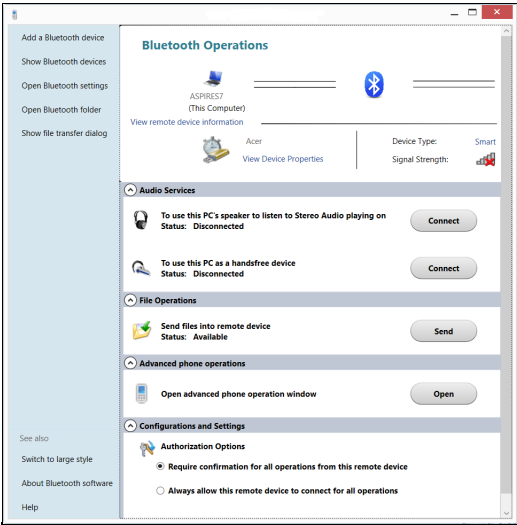 Add a Bluetooth device
Show Bluetooth devices
Open Bluetooth settings
Open Bluetooth folder
Show file transfer dialog
See also
Switch to large style
About Bluetooth software
Help
Bluetooth Operations
ASPIRES7
(This Computer)
View remote device information
Acer
View Device Properties
Device Type: Smart
Signal Strength:
Audio Services
To use this PC's speaker to listen to Stereo Audio playing on
Status: Disconnected
Connect
To use this PC as a handsfree device
Status: Disconnected
Connect
File Operations
Send files into remote device
Status: Available
Send
Advanced phone operations
Open advanced phone operation window
Open
Configurations and Settings
Authorization Options
Require confirmation for all operations from this remote device
Always allow this remote device to connect for all operations